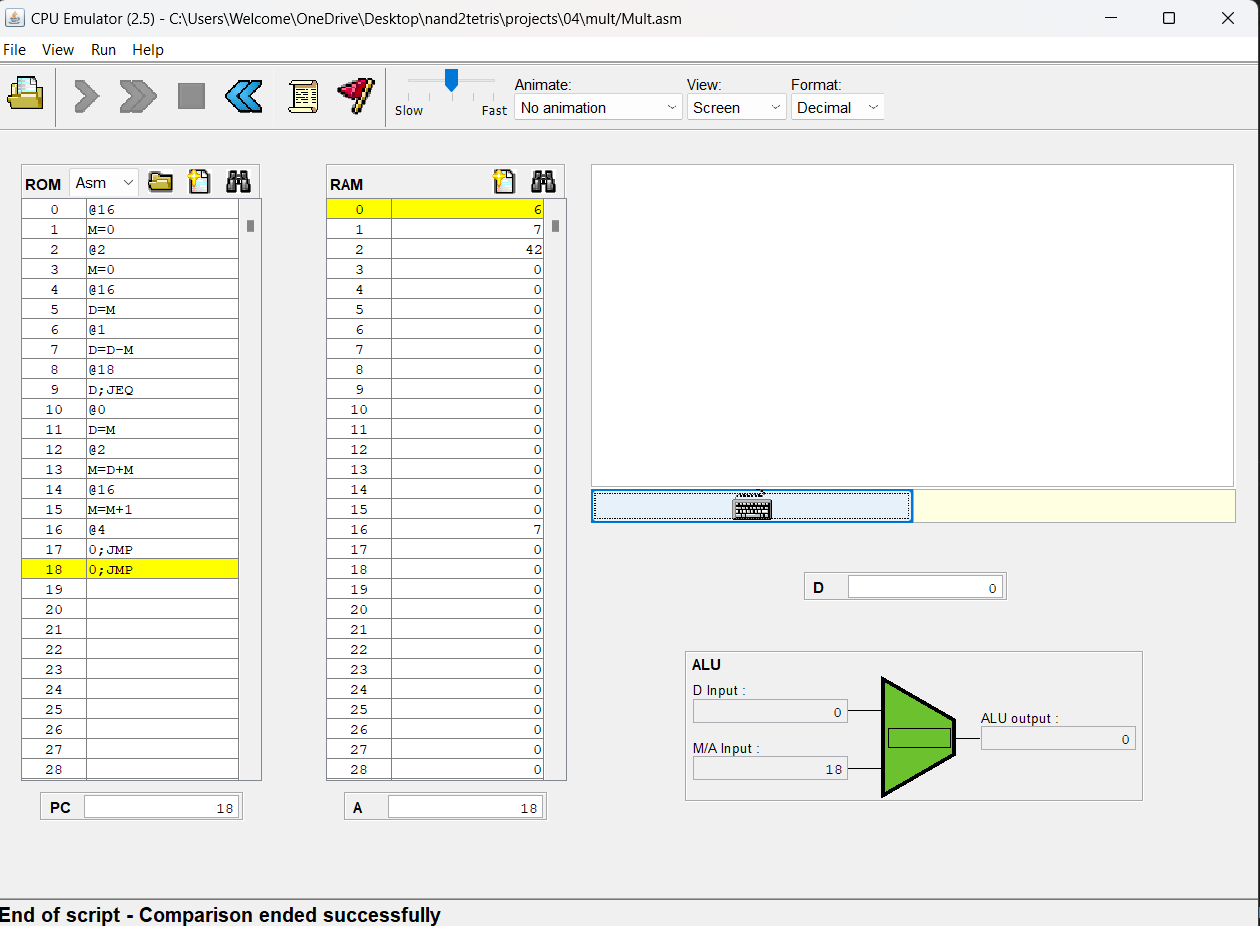 CPU Emulator (2.5) - C:\Users\Welcome\OneDrive\Desktop\nand2tetris\projects\04\mult/Mult.asm
File View Run Help
Slow Fast
Animate:
No animation
View:
Screen
Format:
Decimal
ROM Asm
0 @16
1 M=0
2 @2
3 M=0
4 @16
5 D=M
6 @1
7 D=D-M
8 @18
9 D;JEQ
10 @0
11 D=M
12 @2
13 M=D+M
14 @16
15 M=M+1
16 @4
17 0;JMP
18 0;JMP
19
20
21
22
23
24
25
26
27
28
PC 18
RAM
0 6
1 7
2 42
3 0
4 0
5 0
6 0
7 0
8 0
9 0
10 0
11 0
12 0
13 0
14 0
15 0
16 7
17 0
18 0
19 0
20 0
21 0
22 0
23 0
24 0
25 0
26 0
27 0
28 0
A 18
D 0
ALU
D Input :
0
M/A Input :
18
ALU output :
0
End of script - Comparison ended successfully